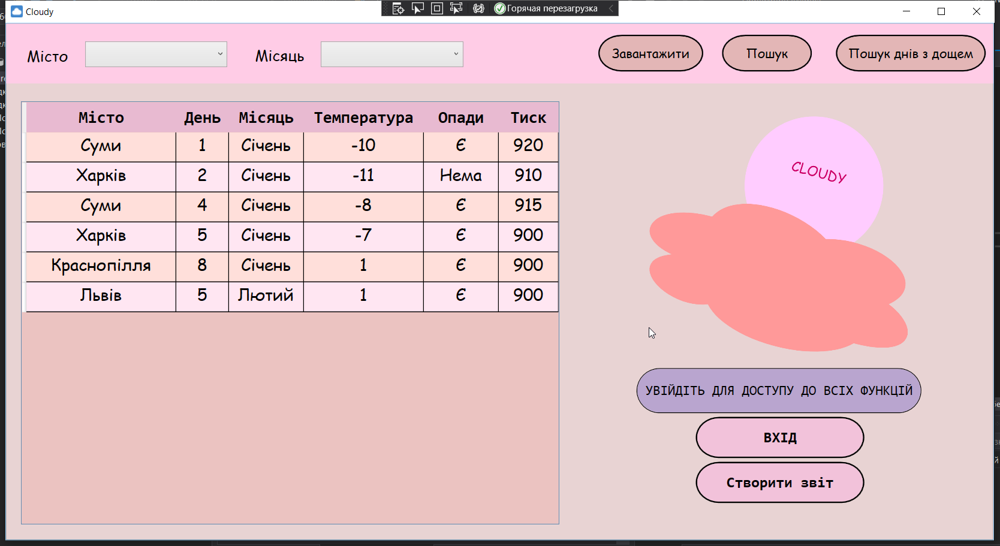 Cloudy
Горячая перезагрузка
Місто
Місяць
Завантажити
Пошук
Пошук днів з дощем
Місто День Місяць Температура Опади Тиск
Суми 1 Січень -10 Є 920
Харків 2 Січень -11 Нема 910
Суми 4 Січень -8 Є 915
Харків 5 Січень -7 Є 900
Краснопілля 8 Січень 1 Є 900
Львів 5 Лютий 1 Є 900
CLOUDY
УВІЙДІТЬ ДЛЯ ДОСТУПУ ДО ВСІХ ФУНКЦІЙ
ВХІД
Створити звіт